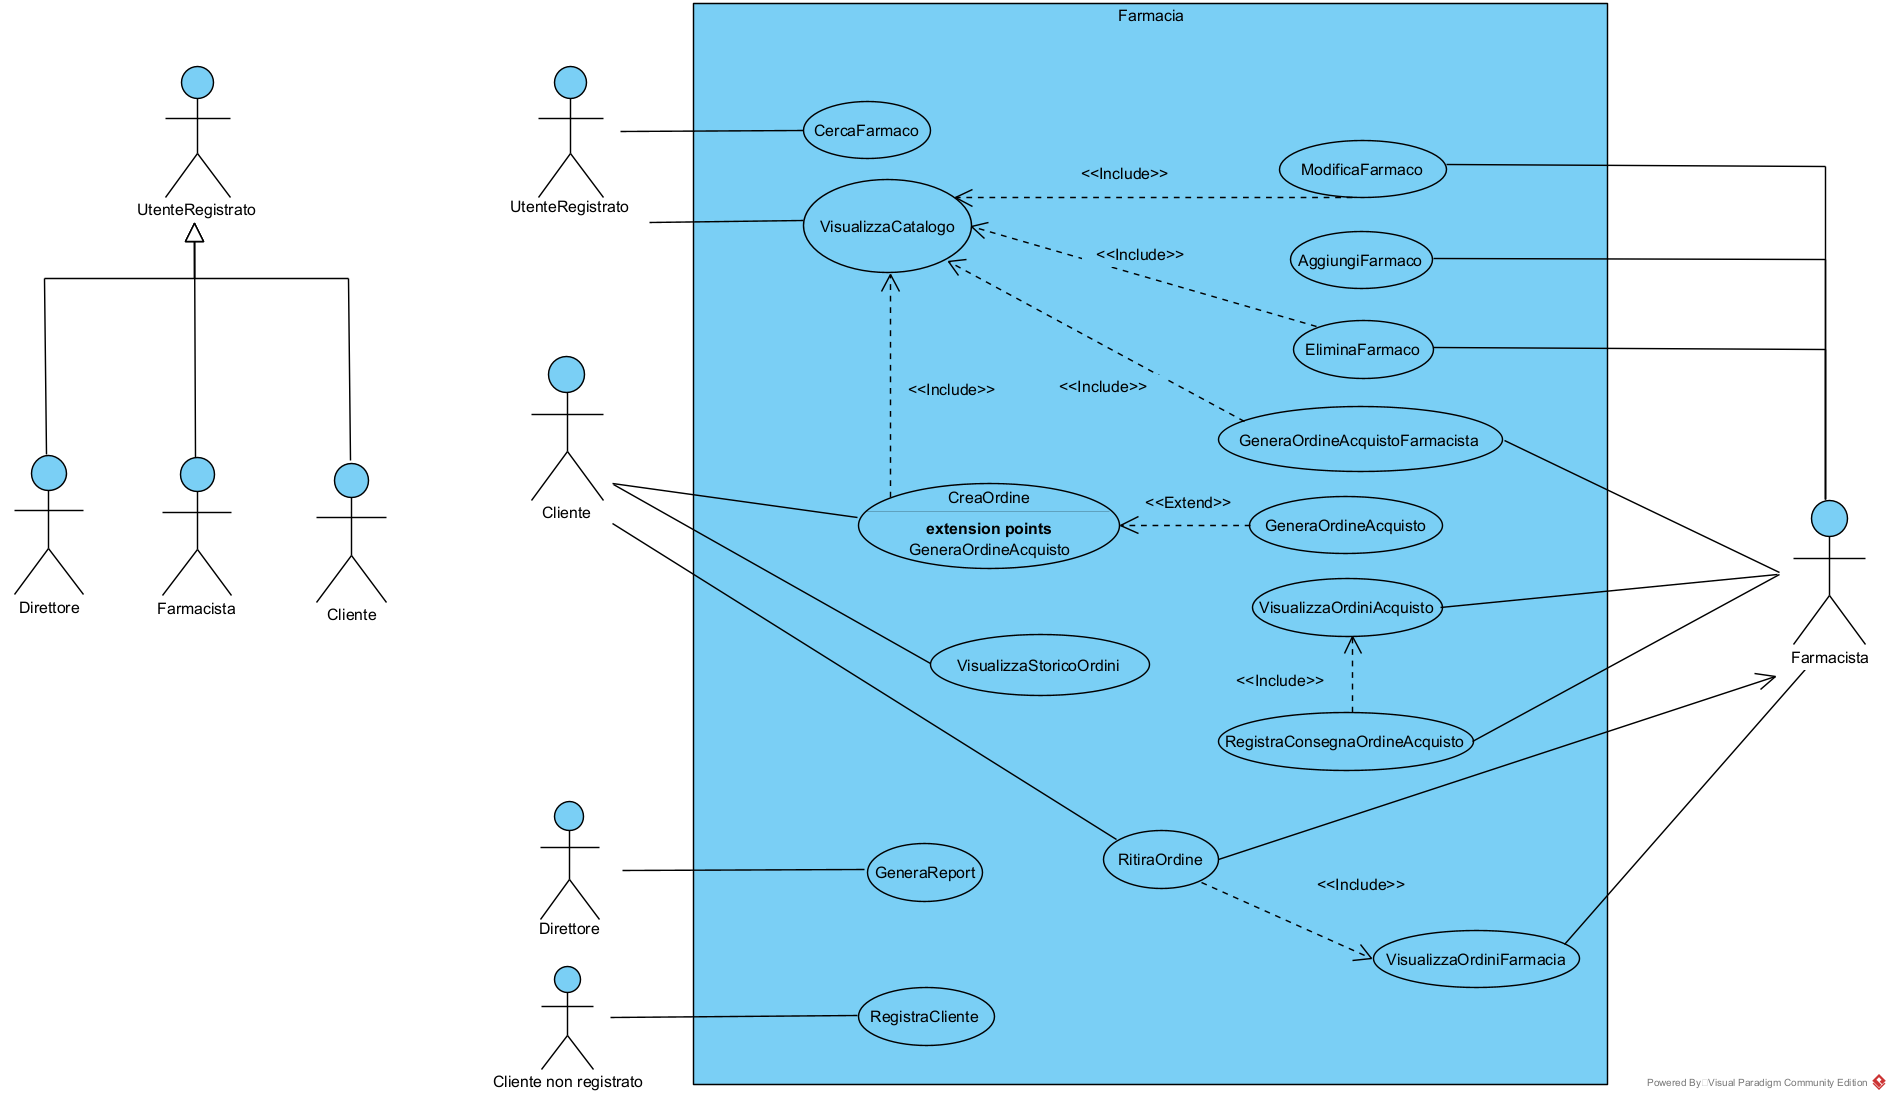 Farmacia
UtenteRegistrato
Direttore
Farmacista
Cliente
UtenteRegistrato
Cliente
Direttore
Cliente non registrato
CercaFarmaco
VisualizzaCatalogo
<<Include>>
ModificaFarmaco
<<Include>>
AggiungiFarmaco
EliminaFarmaco
<<Include>>
<<Include>>
GeneraOrdineAcquistoFarmacista
CreaOrdine
extension points
GeneraOrdineAcquisto
<<Extend>>
GeneraOrdineAcquisto
VisualizzaOrdiniAcquisto
VisualizzaStoricoOrdini
<<Include>>
RegistraConsegnaOrdineAcquisto
Farmacista
RitiraOrdine
GeneraReport
<<Include>>
VisualizzaOrdiniFarmacia
RegistraCliente
Powered By Visual Paradigm Community Edition